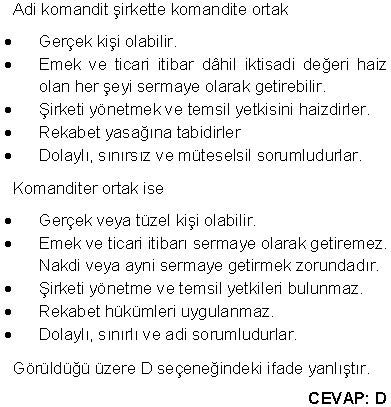 Adi komandit şirkette komandite ortak
• Gerçek kişi olabilir.
• Emek ve ticari itibar dâhil iktisadi değeri haiz
olan her şeyi sermaye olarak getirebilir.
• Şirketi yönetmek ve temsil yetkisini haizdirler.
• Rekabet yasağına tabidirler
• Dolaylı, sınırsız ve müteselsil sorumludurlar.
Komanditer ortak ise
• Gerçek veya tüzel kişi olabilir.
• Emek ve ticari itibarı sermaye olarak getiremez.
Nakdi veya ayni sermaye getirmek zorundadır.
• Şirketi yönetme ve temsil yetkileri bulunmaz.
• Rekabet hükümleri uygulanmaz.
• Dolaylı, sınırlı ve adi sorumludurlar.
Görüldüğü üzere D seçeneğindeki ifade yanlıştır.
CEVAP: D